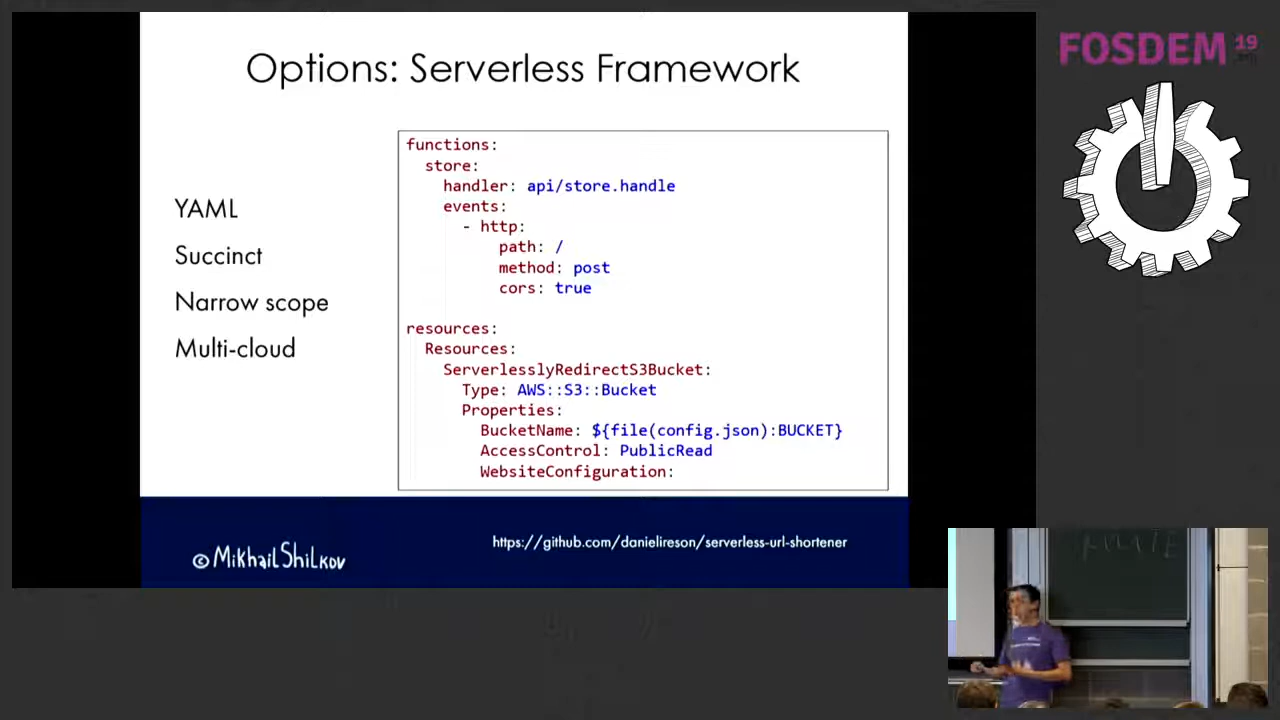 Options: Serverless Framework
YAML
Succinct
Narrow scope
Multi-cloud
functions:
store:
handler: api/store.handle
events:
- http:
path: /
method: post
cors: true
resources:
Resources:
ServerlesslyRedirectS3Bucket:
Type: AWS::S3::Bucket
Properties:
BucketName: ${file(config.json):BUCKET}
AccessControl: PublicRead
WebsiteConfiguration:
© MikhailShilkov
https://github.com/danielireson/serverless-url-shortener
FOSDEM 19
.org